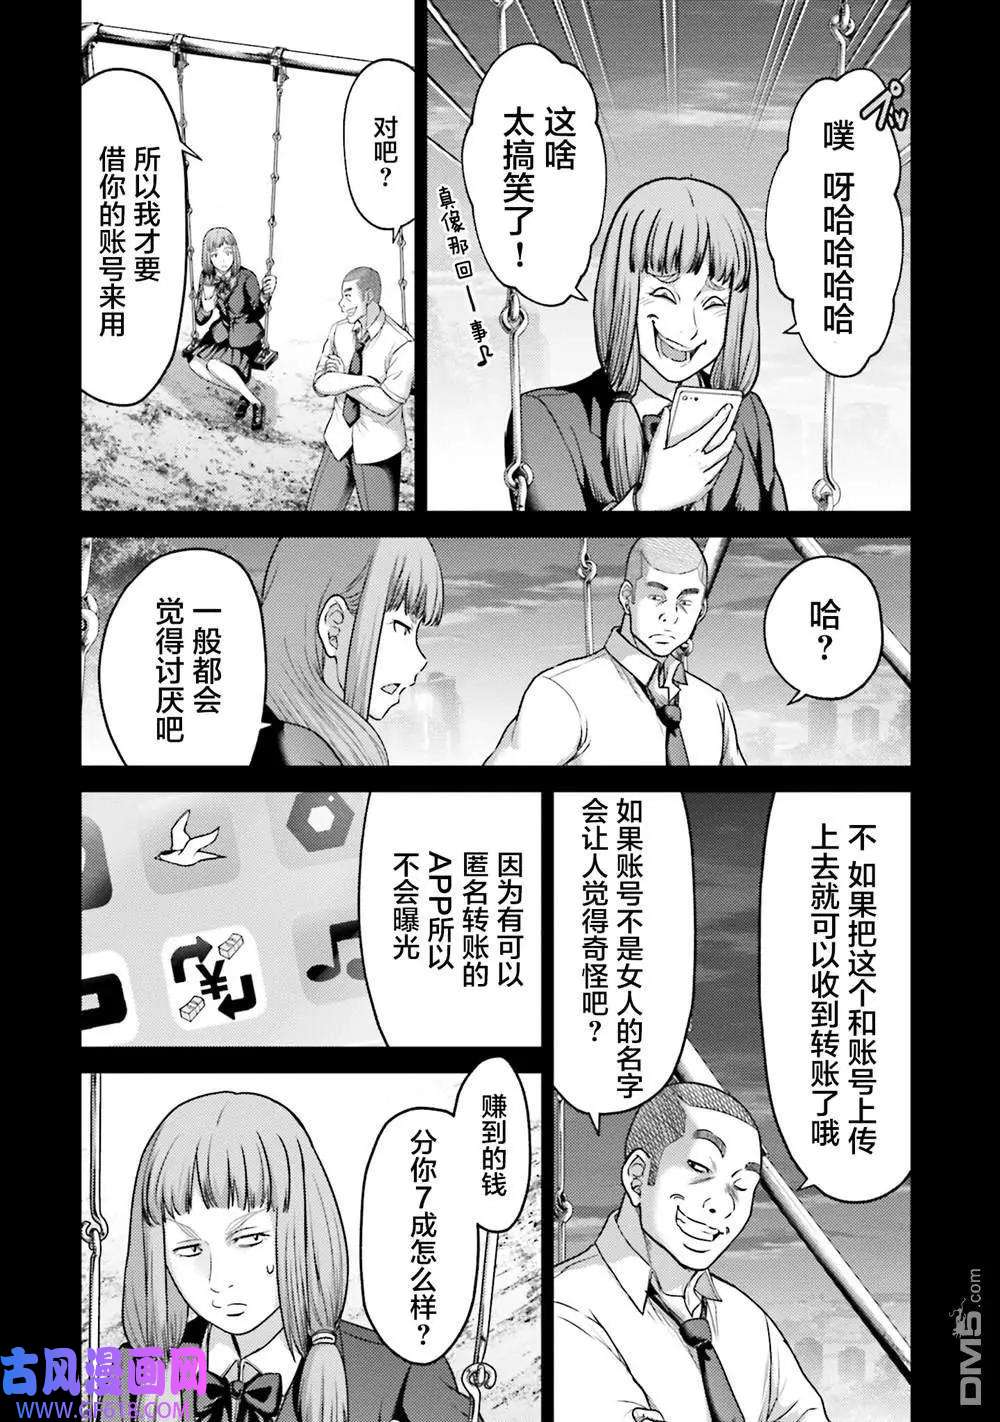 噗 呀哈哈哈哈
这啥
太搞笑了！
真像那回一事♫
对吧？
所以我才要
借你的账号来用
哈？
一般都会
觉得讨厌吧
不 如果把这个和账号上传
上去就可以收到转账了哦
如果账号不是女人的名字
会让人觉得奇怪吧？
因为有可以
匿名转账的
APP所以
不会曝光
¥
赚到的钱
分你7成怎么样？
古风漫画网
WWW.GF618.COM
DM5.com